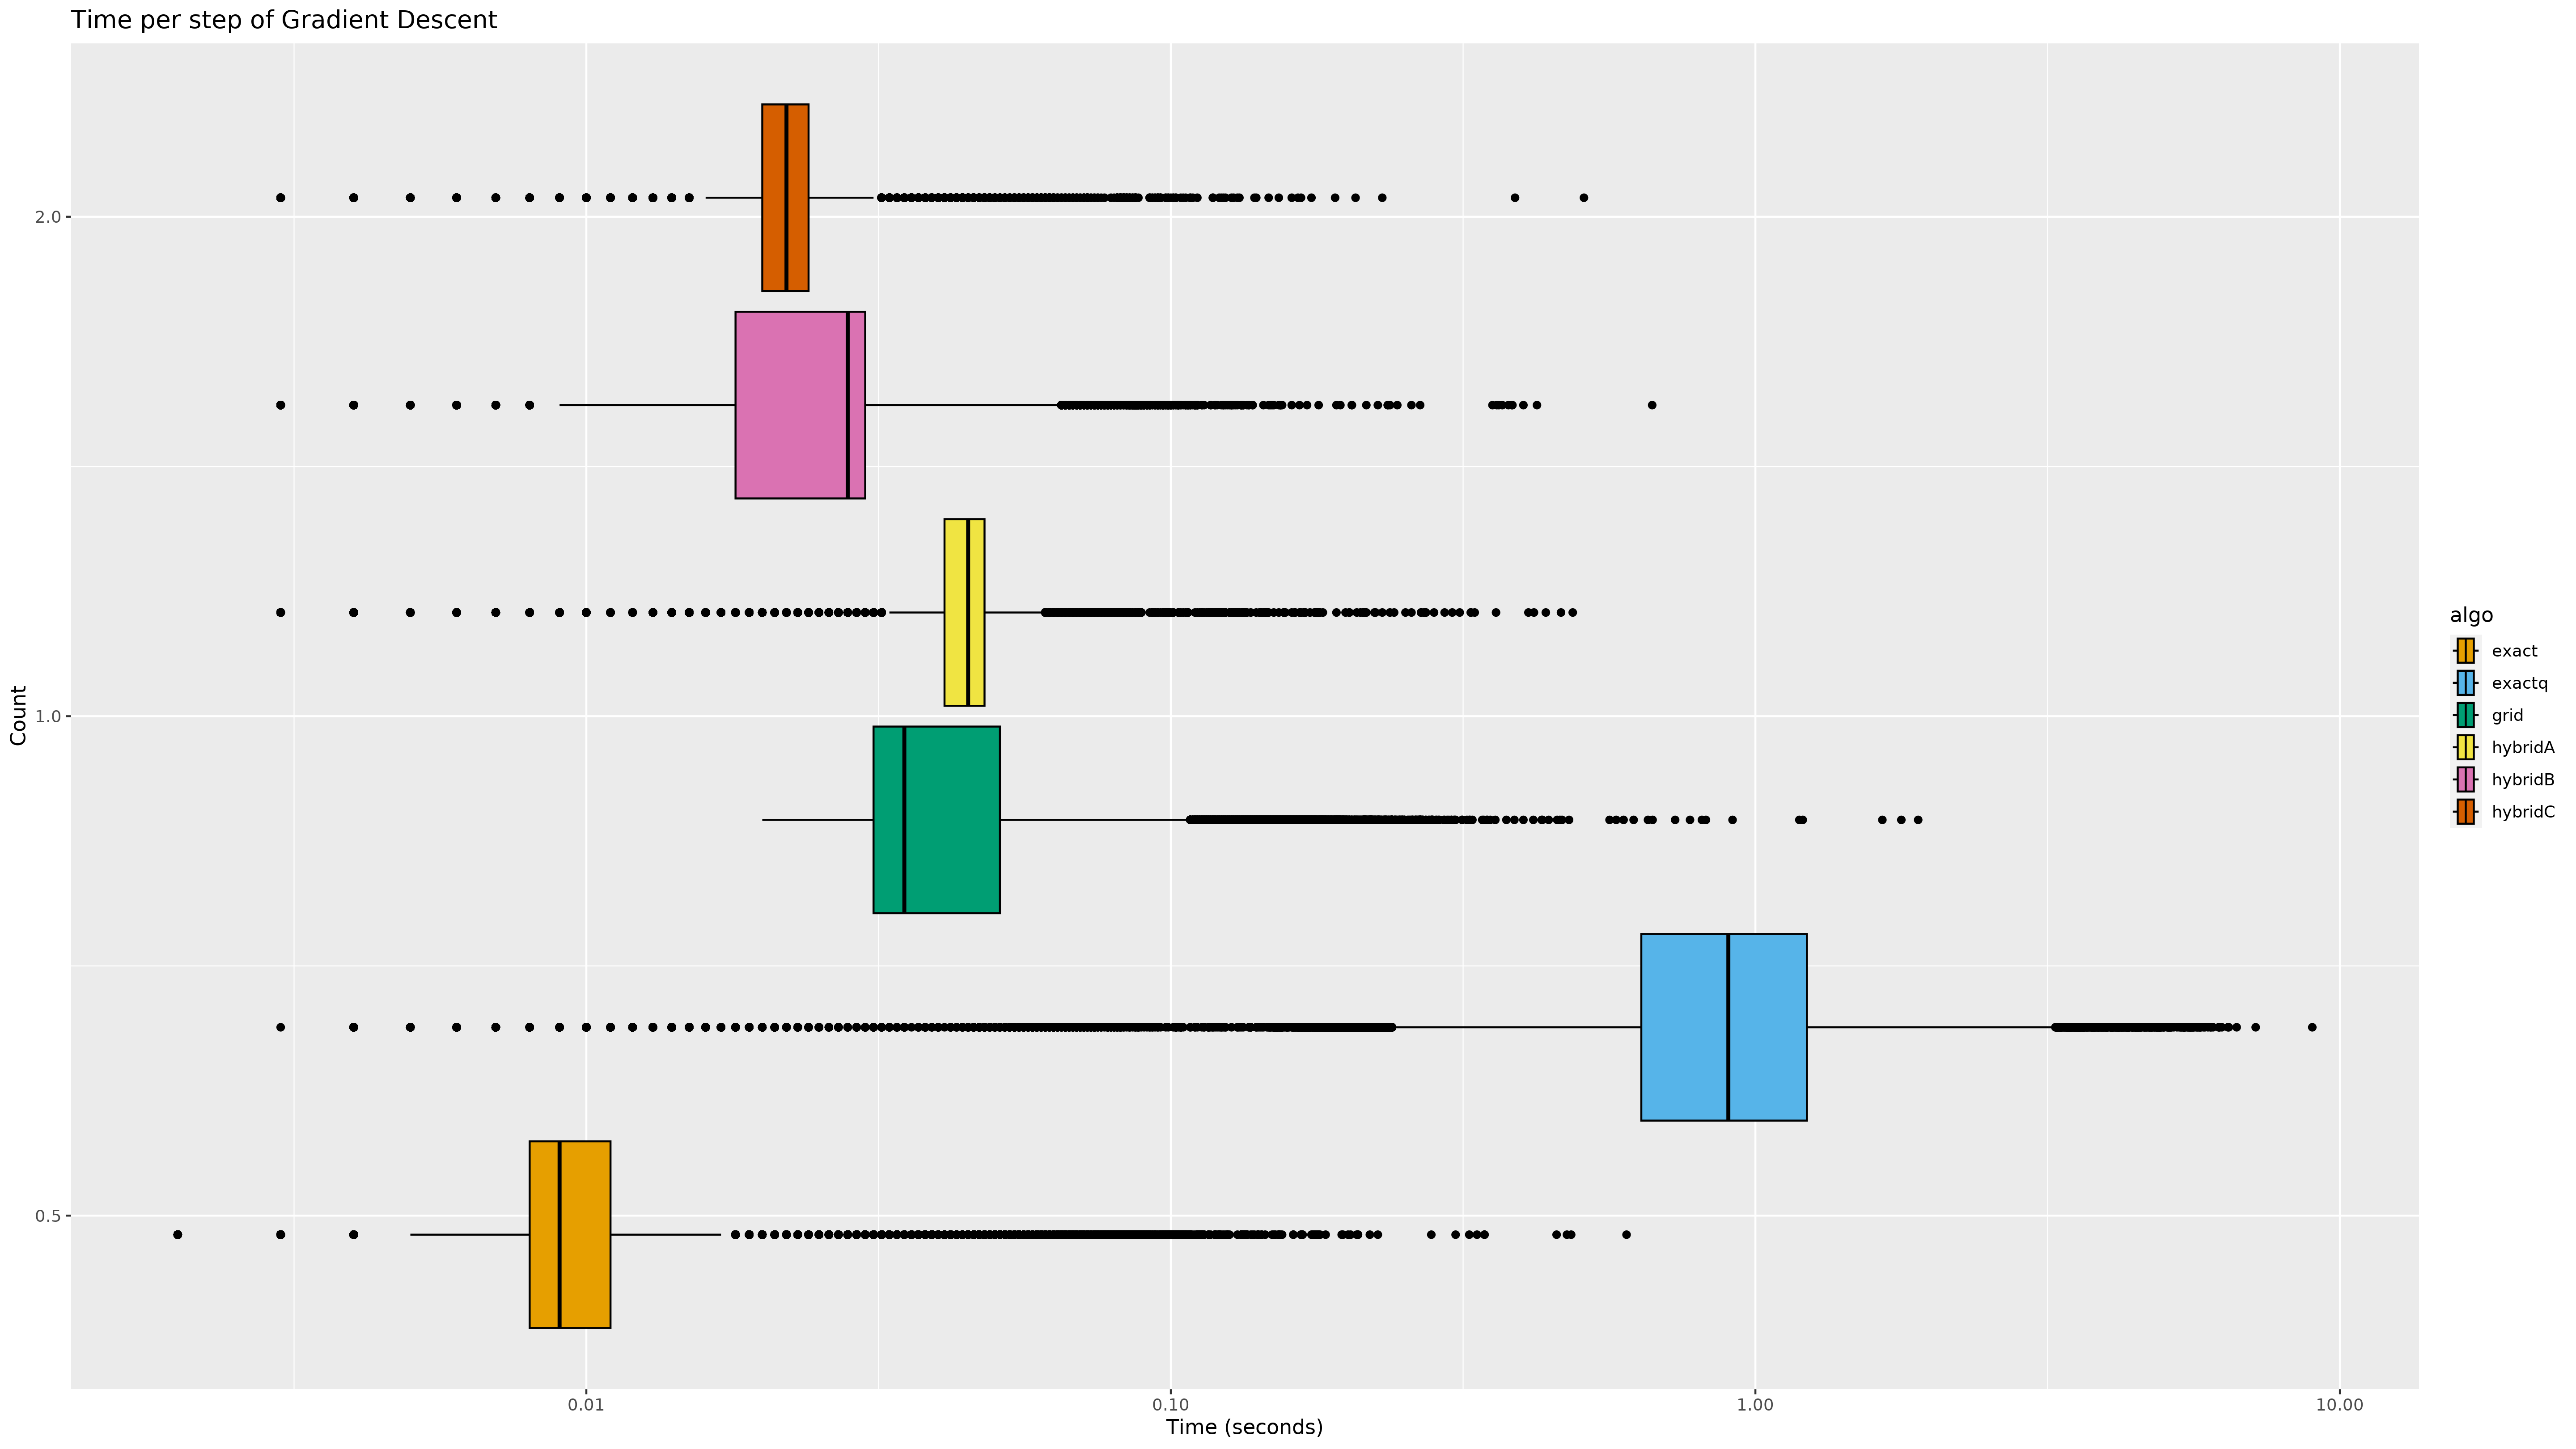 Time per step of Gradient Descent
Count
2.0
1.0
0.5
0.01
0.10
1.00
10.00
Time (seconds)
algo
exact
exactq
grid
hybridA
hybridB
hybridC